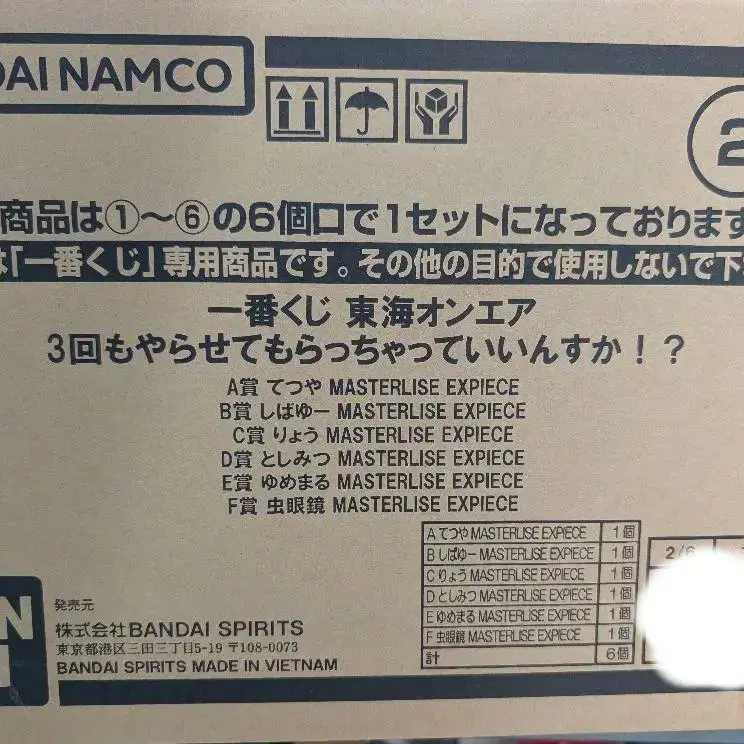 DAI NAMCO
2
商品は①～⑥の6個口で1セットになっております
「一番くじ」専用商品です。その他の目的で使用しないで下
一番くじ 東海オンエア
3回もやらせてもらっちゃっていいんすか！？
A賞 てつや MASTERLISE EXPIECE
B賞 しばゆー MASTERLISE EXPIECE
C賞 りょう MASTERLISE EXPIECE
D賞 としみつ MASTERLISE EXPIECE
E賞 ゆめまる MASTERLISE EXPIECE
F賞 虫眼鏡 MASTERLISE EXPIECE
A てつや MASTERLISE EXPIECE 1個
B しばゆー MASTERLISE EXPIECE 1個
C りょう MASTERLISE EXPIECE 1個
D としみつ MASTERLISE EXPIECE 1個
E ゆめまる MASTERLISE EXPIECE 1個
F 虫眼鏡 MASTERLISE EXPIECE 1個
計 6個
2/6
発売元
株式会社BANDAI SPIRITS
東京都港区三田三丁目5-19 〒108-0073
BANDAI SPIRITS MADE IN VIETNAM